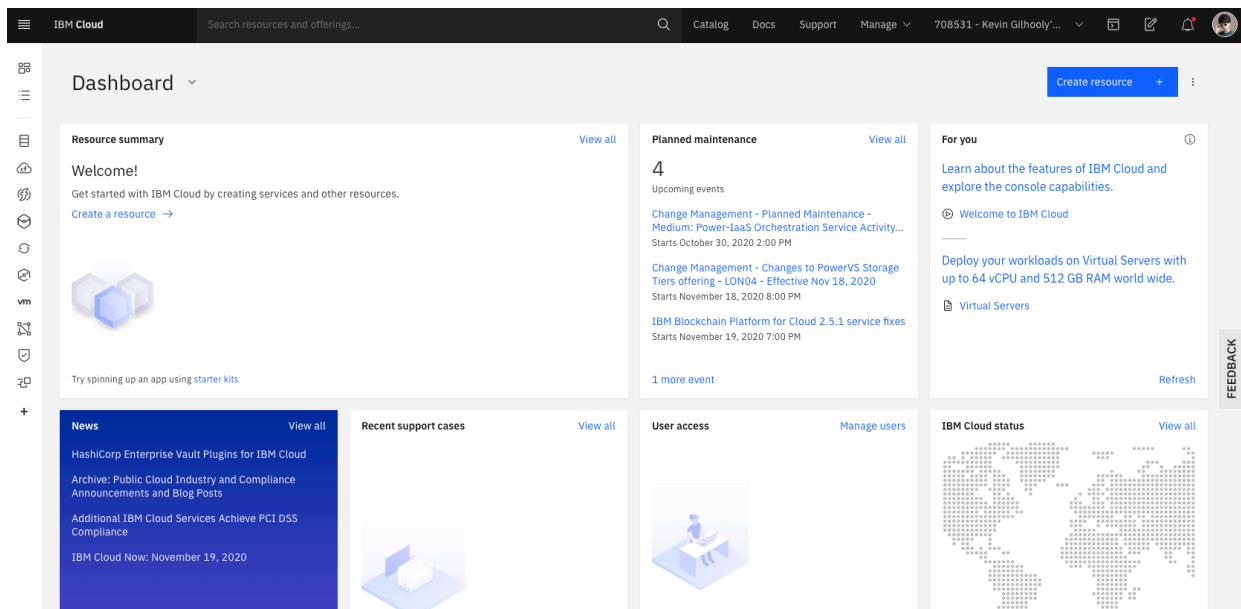 IBM Cloud
Search resources and offerings...
Catalog
Docs
Support
Manage
708531 - Kevin Gilhooly'...
Dashboard
Create resource +
Resource summary
View all
Welcome!
Get started with IBM Cloud by creating services and other resources.
Create a resource →
Try spinning up an app using starter kits
Planned maintenance
View all
4
Upcoming events
Change Management - Planned Maintenance -
Medium: Power-IaaS Orchestration Service Activity...
Starts October 30, 2020 2:00 PM
Change Management - Changes to PowerVS Storage
Tiers offering - LON04 - Effective Nov 18, 2020
Starts November 18, 2020 8:00 PM
IBM Blockchain Platform for Cloud 2.5.1 service fixes
Starts November 19, 2020 7:00 PM
1 more event
For you
Learn about the features of IBM Cloud and
explore the console capabilities.
Welcome to IBM Cloud
Deploy your workloads on Virtual Servers with
up to 64 vCPU and 512 GB RAM world wide.
Virtual Servers
Refresh
FEEDBACK
vm
News
View all
HashiCorp Enterprise Vault Plugins for IBM Cloud
Archive: Public Cloud Industry and Compliance
Announcements and Blog Posts
Additional IBM Cloud Services Achieve PCI DSS
Compliance
IBM Cloud Now: November 19, 2020
Recent support cases
View all
User access
Manage users
IBM Cloud status
View all